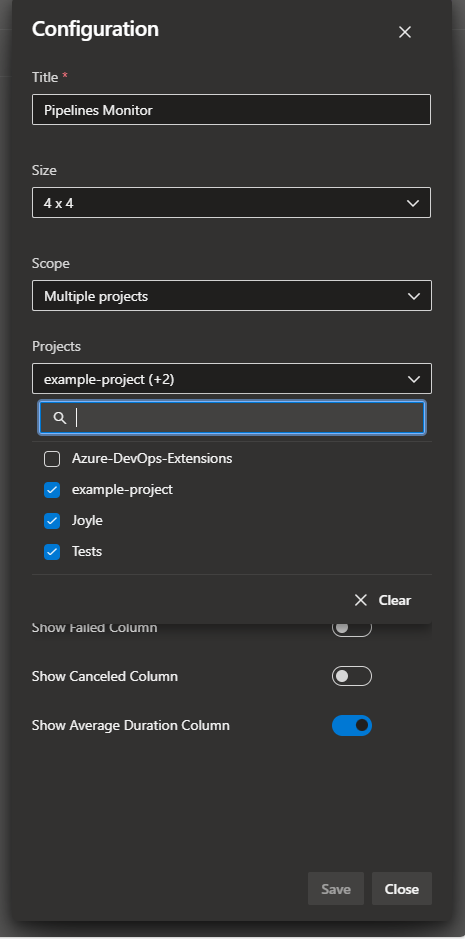 Configuration
Title *
Pipelines Monitor
Size
4 x 4
Scope
Multiple projects
Projects
example-project (+2)
Azure-DevOps-Extensions
example-project
Joyle
Tests
Clear
Show Failed Column
Show Canceled Column
Show Average Duration Column
Save
Close